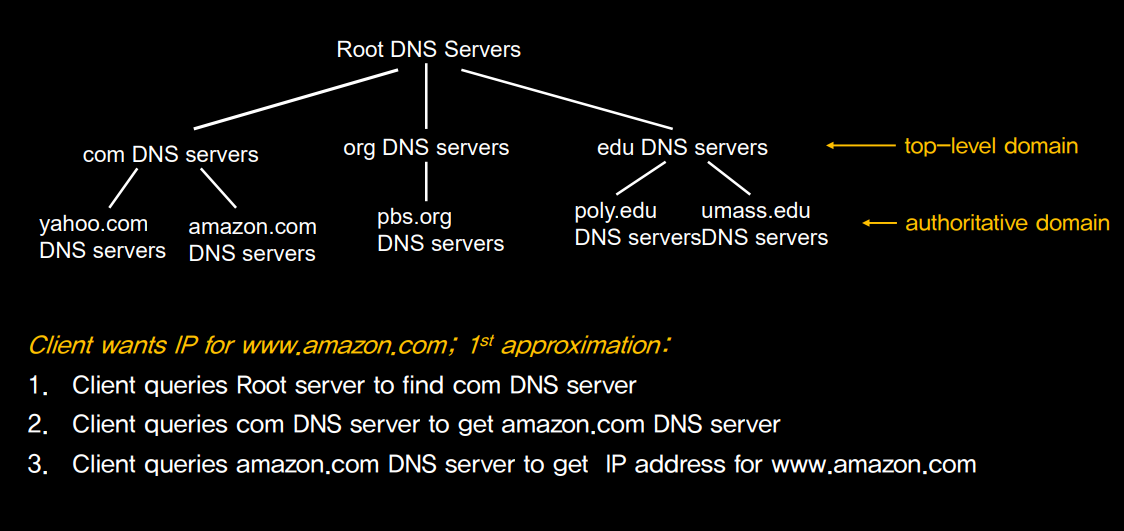 Root DNS Servers
com DNS servers
org DNS servers
edu DNS servers
top-level domain
yahoo.com
DNS servers
amazon.com
DNS servers
pbs.org
DNS servers
poly.edu
DNS servers
umass.edu
DNS servers
authoritative domain
Client wants IP for www.amazon.com; 1st approximation:
1. Client queries Root server to find com DNS server
2. Client queries com DNS server to get amazon.com DNS server
3. Client queries amazon.com DNS server to get  IP address for www.amazon.com